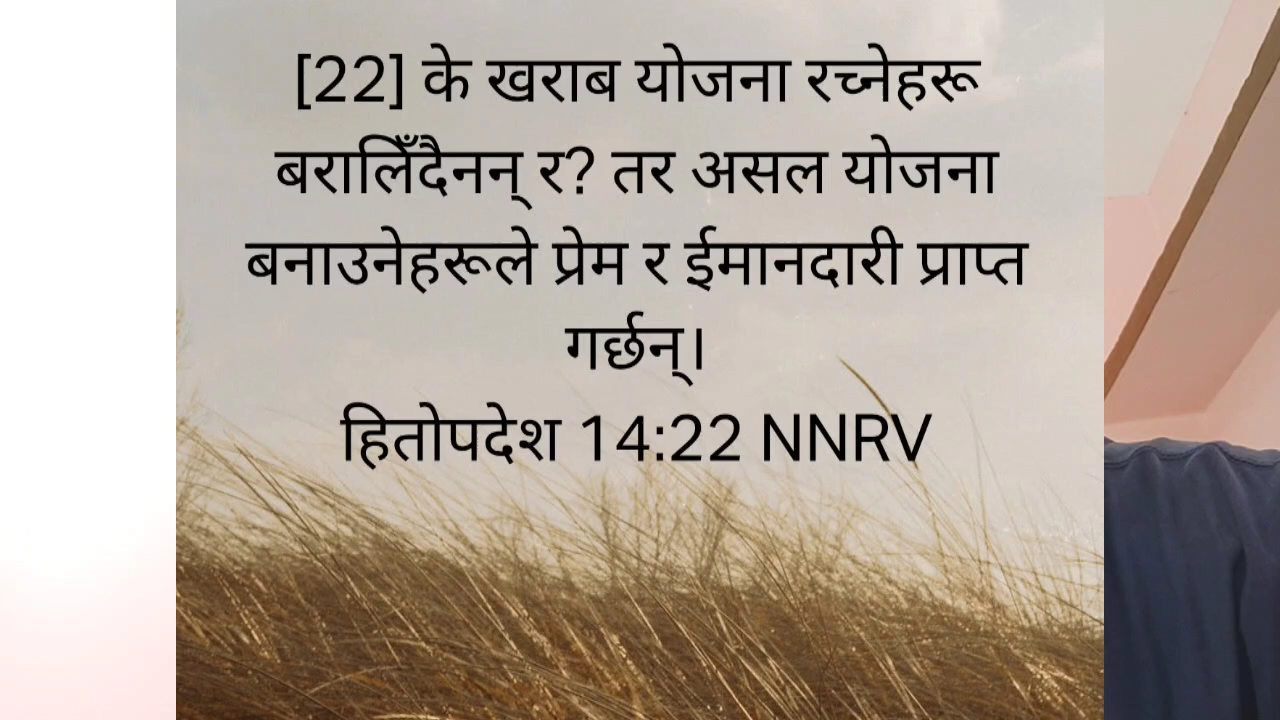 [22] के खराब योजना रच्नेहरू
बरालिँदैनन् र? तर असल योजना
बनाउनेहरूले प्रेम र ईमानदारी प्राप्त
गर्छन्।
हितोपदेश 14:22 NNRV